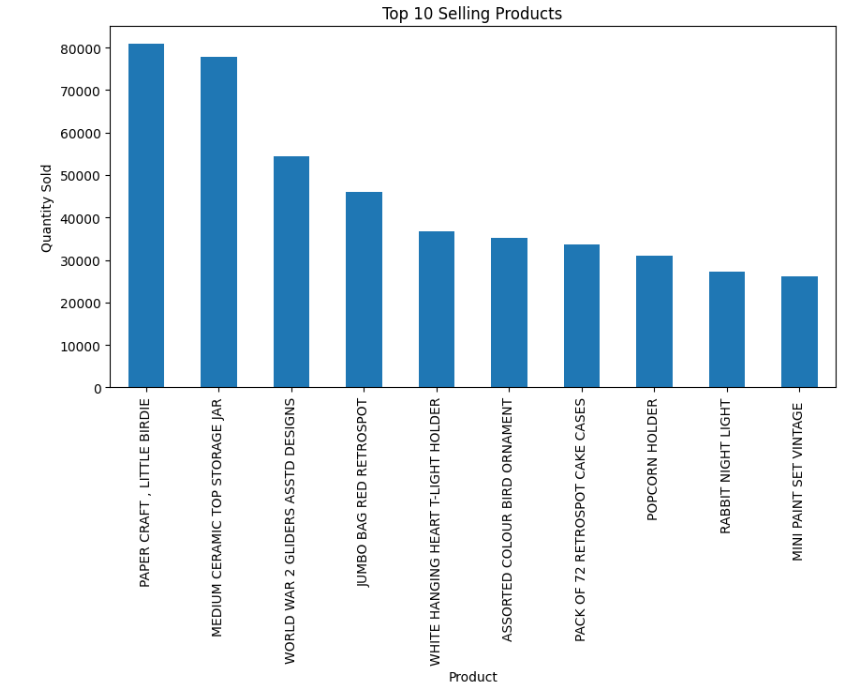 Top 10 Selling Products
Quantity Sold
80000
70000
60000
50000
40000
30000
20000
10000
0
PAPER CRAFT , LITTLE BIRDIE
MEDIUM CERAMIC TOP STORAGE JAR
WORLD WAR 2 GLIDERS ASSTD DESIGNS
JUMBO BAG RED RETROSPOT
WHITE HANGING HEART T-LIGHT HOLDER
ASSORTED COLOUR BIRD ORNAMENT
PACK OF 72 RETROSPOT CAKE CASES
POPCORN HOLDER
RABBIT NIGHT LIGHT
MINI PAINT SET VINTAGE
Product